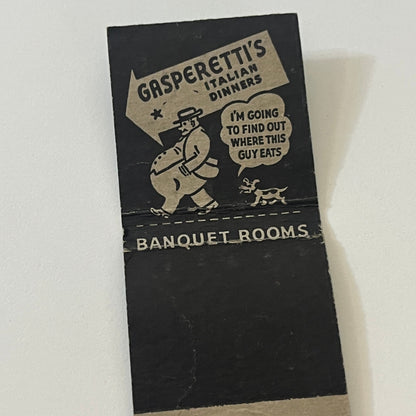 GASPERETTI'S
ITALIAN
DINNERS
I'M GOING
TO FIND OUT
WHERE THIS
GUY EATS
BANQUET ROOMS